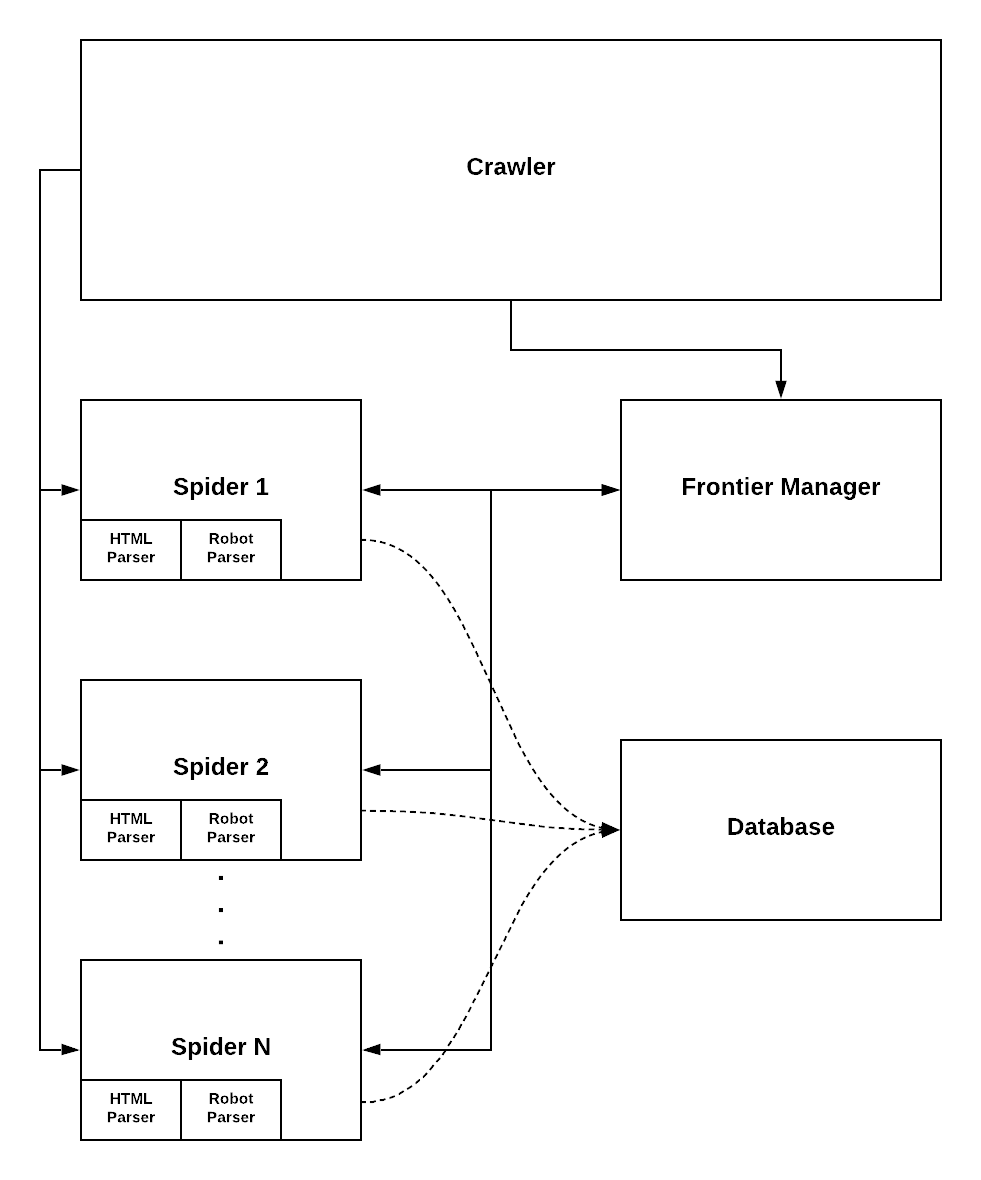 Crawler
Spider 1
Frontier Manager
HTML
Parser
Robot
Parser
Spider 2
HTML
Parser
Robot
Parser
Database
.
.
.
Spider N
HTML
Parser
Robot
Parser